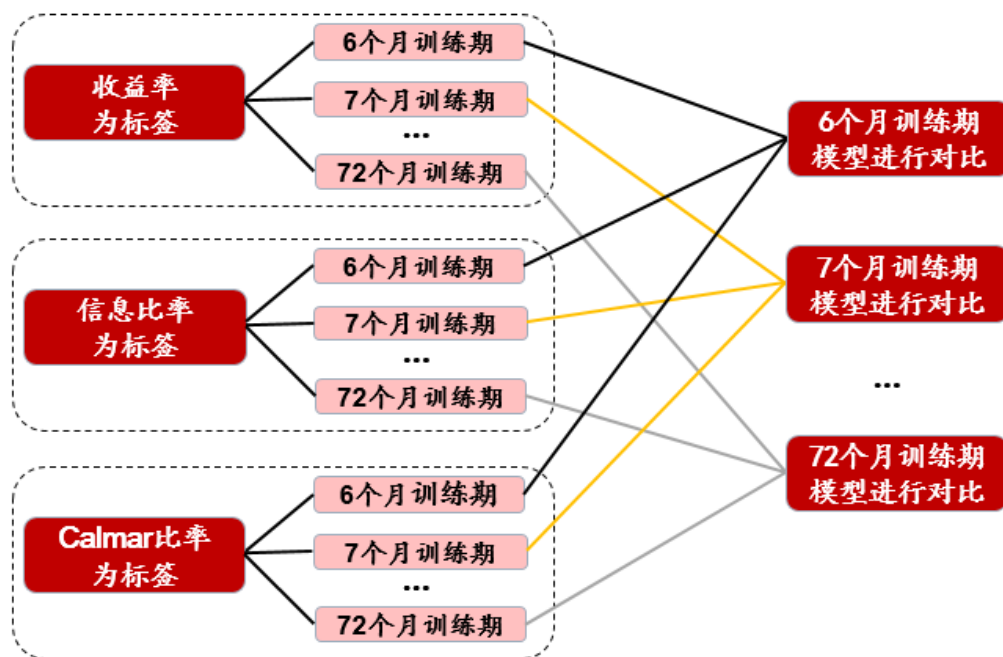 收益率
为标签
6个月训练期
7个月训练期
...
72个月训练期
信息比率
为标签
6个月训练期
7个月训练期
...
72个月训练期
Calmar比率
为标签
6个月训练期
7个月训练期
...
72个月训练期
6个月训练期
模型进行对比
7个月训练期
模型进行对比
...
72个月训练期
模型进行对比